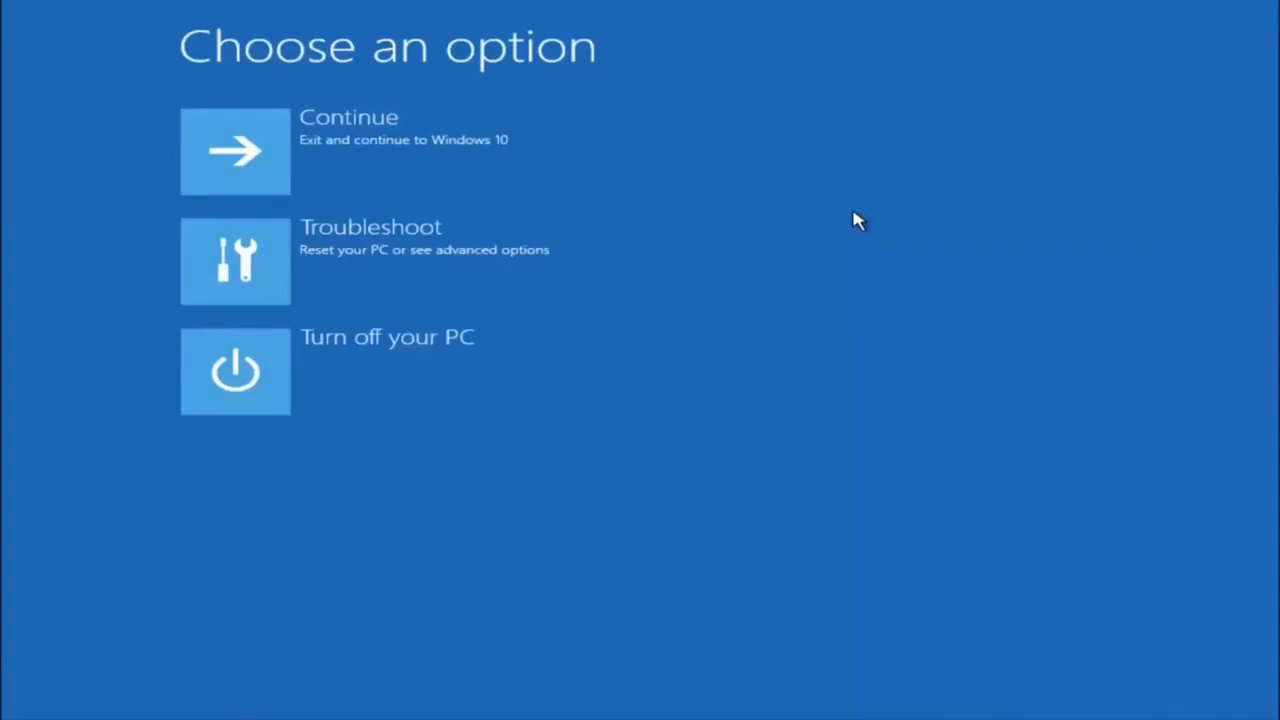 Choose an option
Continue
Exit and continue to Windows 10
Troubleshoot
Reset your PC or see advanced options
Turn off your PC